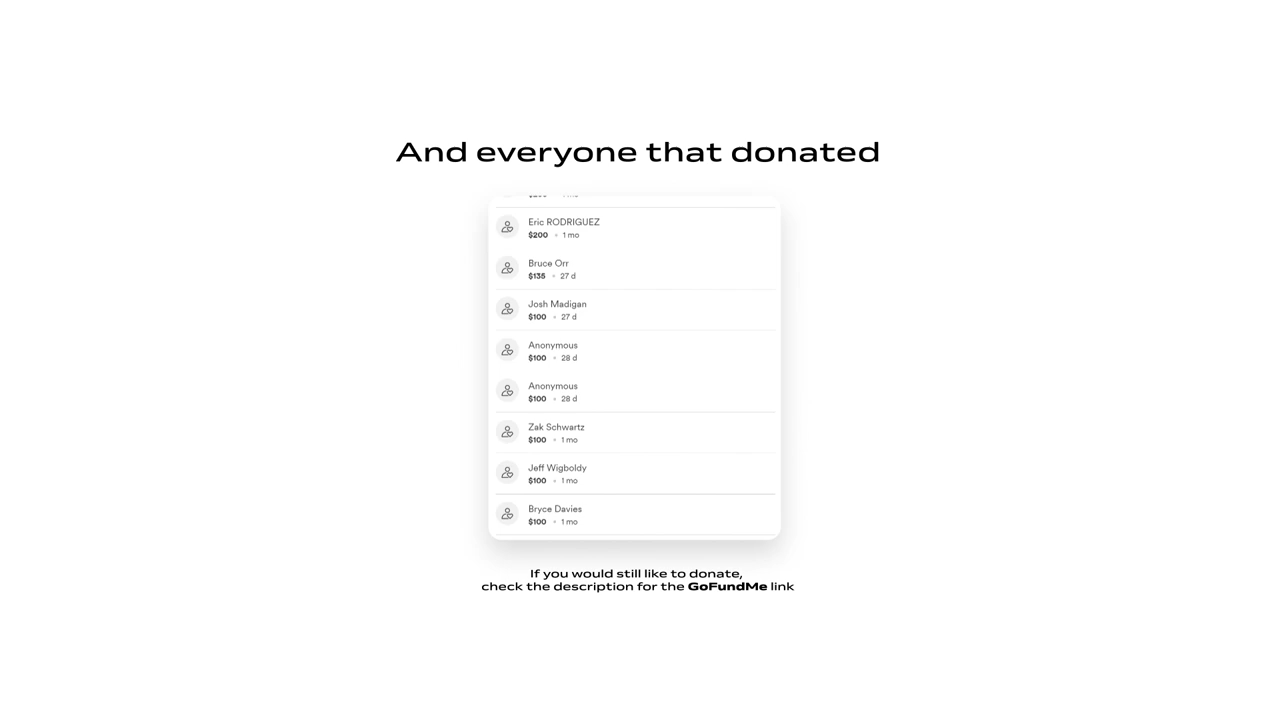 And everyone that donated
Eric RODRIGUEZ
$200 • 1 mo
Bruce Orr
$135 • 27 d
Josh Madigan
$100 • 27 d
Anonymous
$100 • 28 d
Anonymous
$100 • 28 d
Zak Schwartz
$100 • 1 mo
Jeff Wigboldy
$100 • 1 mo
Bryce Davies
$100 • 1 mo
If you would still like to donate,
check the description for the GoFundMe link